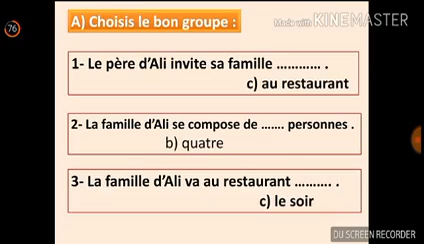 76
A) Choisis le bon groupe :
Made with KINEMASTER
1- Le père d'Ali invite sa famille ………… .
c) au restaurant
2- La famille d'Ali se compose de ……. personnes .
b) quatre
3- La famille d'Ali va au restaurant ………. .
c) le soir
DU SCREEN RECORDER